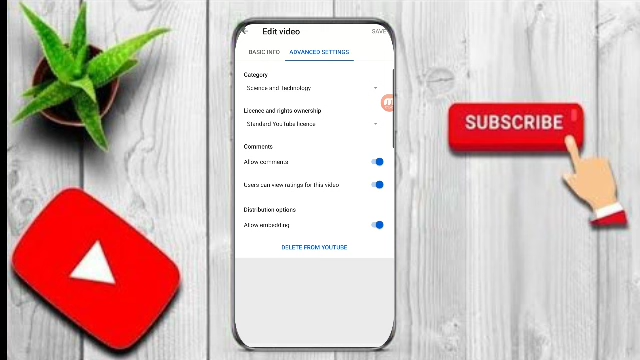 Edit video
SAVE
BASIC INFO
ADVANCED SETTINGS
Category
Science and Technology
Licence and rights ownership
Standard YouTube licence
Comments
Allow comments
Users can view ratings for this video
Distribution options
Allow embedding
DELETE FROM YOUTUBE
SUBSCRIBE